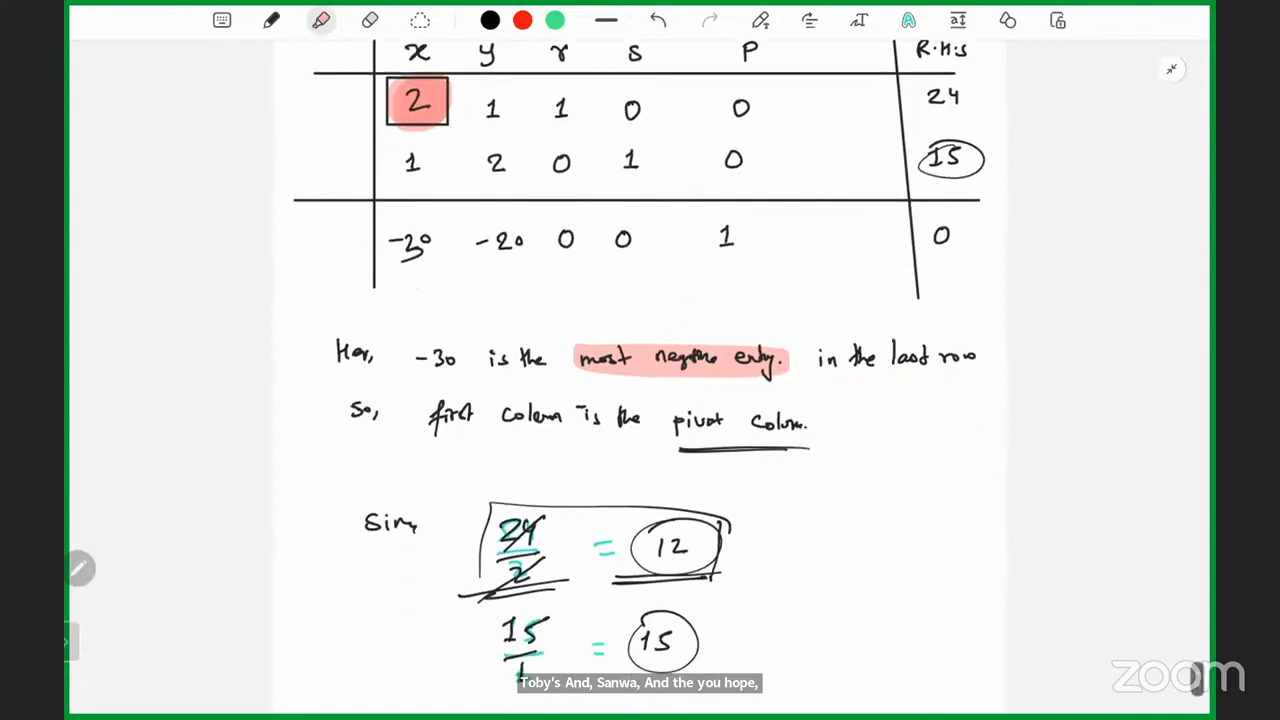 x y r s P R.H.S
2 1 1 0 0 24
1 2 0 1 0 15
-30 -20 0 0 1 0
Her, -30 is the most negative entry. in the last row
So, first column is the pivot column.
Sin, 24/2 = 12
15/1 = 15
Toby's And, Sanwa, And the you hope,
zoom